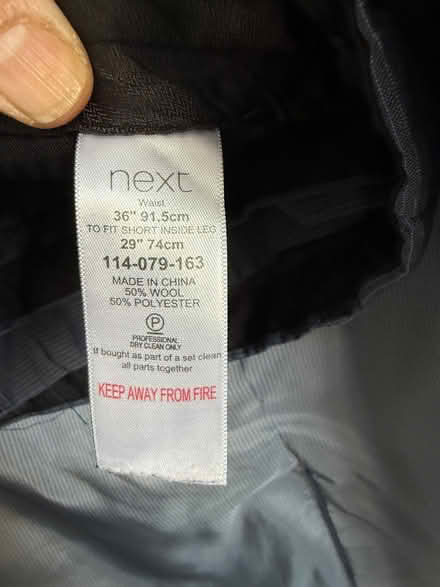 next
Waist
36" 91.5cm
TO FIT SHORT INSIDE LEG
29" 74cm
114-079-163
MADE IN CHINA
50% WOOL
50% POLYESTER
P
PROFESSIONAL
DRY CLEAN ONLY
If bought as part of a set clean
all parts together
KEEP AWAY FROM FIRE